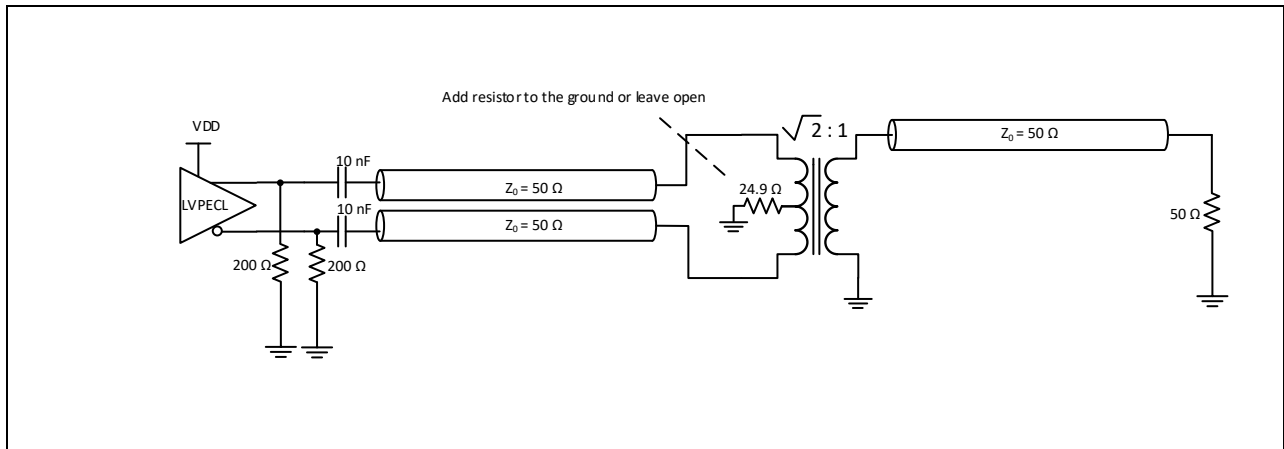 Add resistor to the ground or leave open
VDD
√2 : 1
Z0 = 50 Ω
10 nF
Z0 = 50 Ω
LVPECL
24.9 Ω
10 nF
Z0 = 50 Ω
50 Ω
200 Ω
200 Ω